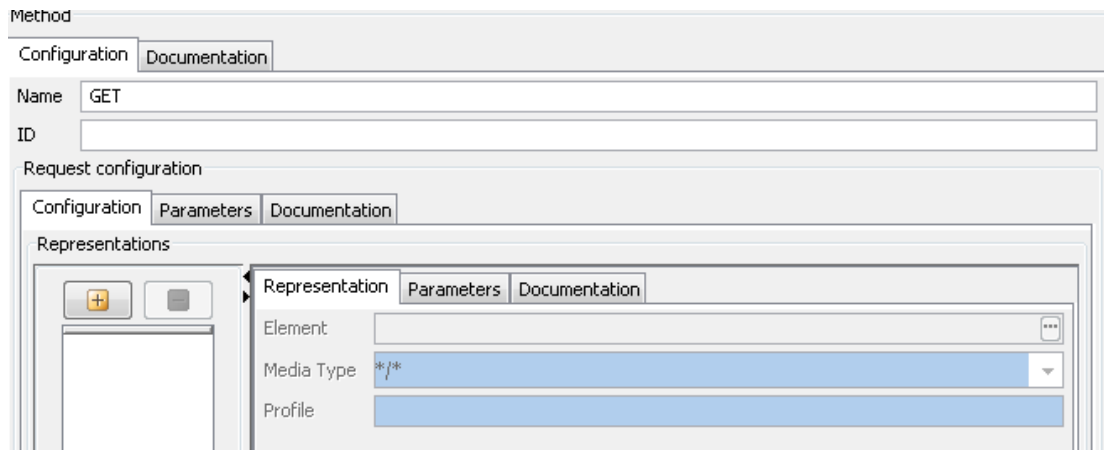 Method
Configuration Documentation
Name GET
ID
Request configuration
Configuration Parameters Documentation
Representations
Representation Parameters Documentation
Element
Media Type */*
Profile